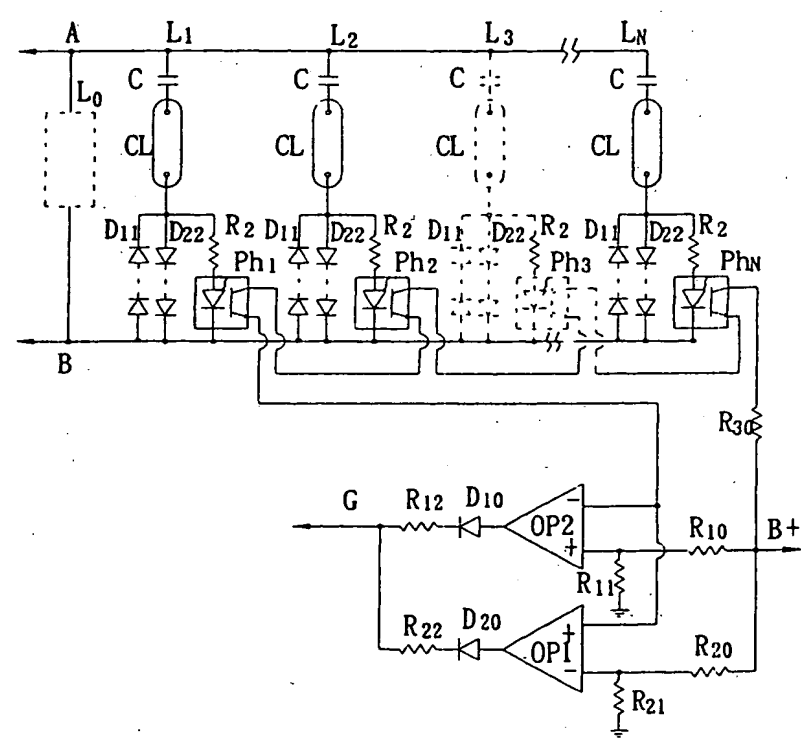 A L1 L2 L3 LN
C C C C
L0
CL CL CL CL
D11 D22 R2 D11 D22 R2 D11 D22 R2 D11 D22 R2
Ph1 Ph2 Ph3 PhN
B
R30
G R12 D10 OP2 − + R10 B+
R11
R22 D20 OP1 + − R20
R21